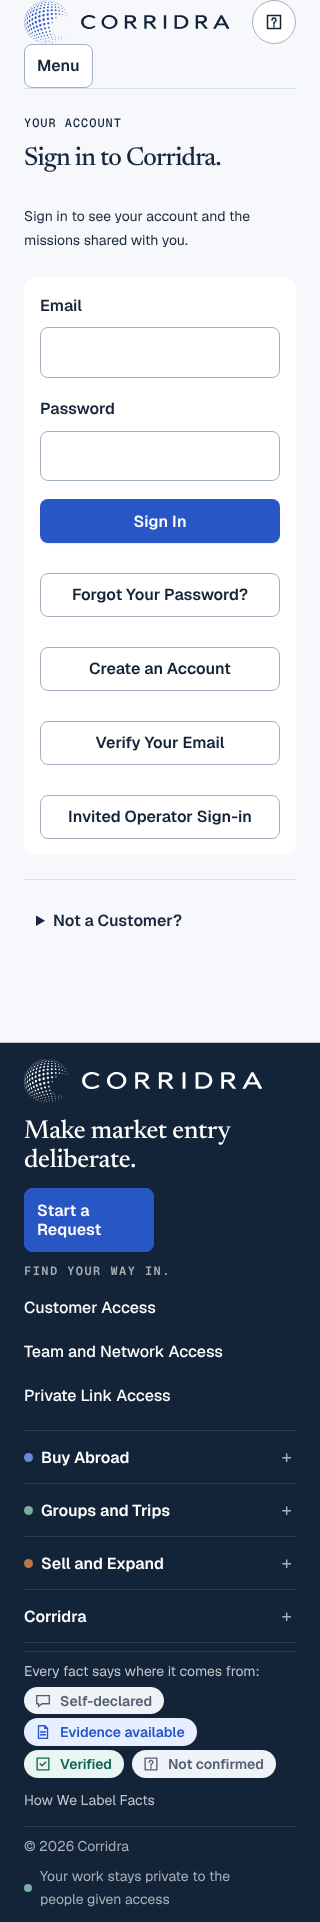 CORRIDRA
Menu
YOUR ACCOUNT
Sign in to Corridra.
Sign in to see your account and the
missions shared with you.
Email
Password
Sign In
Forgot Your Password?
Create an Account
Verify Your Email
Invited Operator Sign-in
Not a Customer?
CORRIDRA
Make market entry
deliberate.
Start a
Request
FIND YOUR WAY IN.
Customer Access
Team and Network Access
Private Link Access
Buy Abroad +
Groups and Trips +
Sell and Expand +
Corridra +
Every fact says where it comes from:
Self-declared
Evidence available
Verified
Not confirmed
How We Label Facts
© 2026 Corridra
Your work stays private to the
people given access